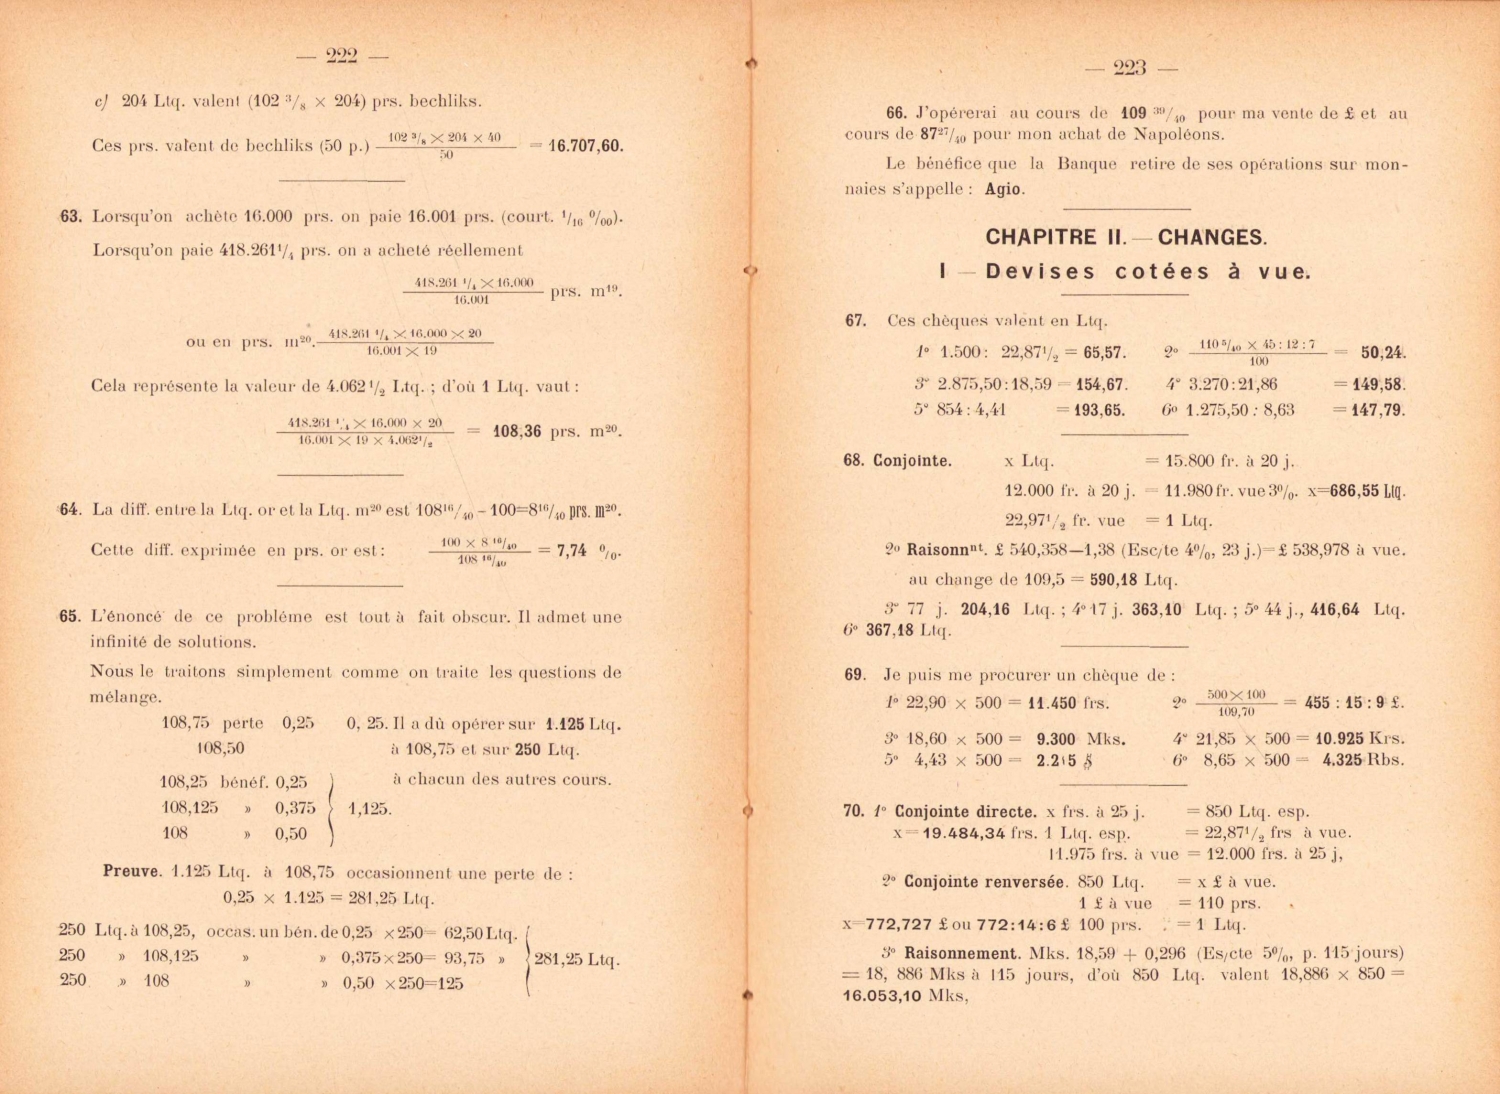 — 222 —
c) 204 Ltq. valent (102 3/8 × 204) prs. bechliks.
Ces prs. valent de bechliks (50 p.) 102 3/8 × 204 × 40 / 50 = 16.707,60.
63. Lorsqu'on achète 16.000 prs. on paie 16.001 prs. (court. 1/16 0/00).
Lorsqu'on paie 418.261 1/4 prs. on a acheté réellement
418.261 1/4 × 16.000 / 16.001 prs. m19.
ou en prs. m20. 418.261 1/4 × 16.000 × 20 / 16.001 × 19
Cela représente la valeur de 4.062 1/2 Ltq. ; d'où 1 Ltq. vaut :
418.261 1/4 × 16.000 × 20 / 16.001 × 19 × 4.062 1/2 = 108,36 prs. m20.
64. La diff. entre la Ltq. or et la Ltq. m20 est 108 16/40 – 100=8 16/40 prs. m20.
Cette diff. exprimée en prs. or est : 100 × 8 16/40 / 108 16/40 = 7,74 0/0.
65. L'énoncé de ce problème est tout à fait obscur. Il admet une
infinité de solutions.
Nous le traitons simplement comme on traite les questions de
mélange.
108,75 perte 0,25 0, 25. Il a dû opérer sur 1.125 Ltq.
108,50 à 108,75 et sur 250 Ltq.
108,25 bénéf. 0,25 } à chacun des autres cours.
108,125 » 0,375 } 1,125.
108 » 0,50 }
Preuve. 1.125 Ltq. à 108,75 occasionnent une perte de :
0,25 × 1.125 = 281,25 Ltq.
250 Ltq. à 108,25, occas. un bén. de 0,25 ×250= 62,50 Ltq. {
250 » 108,125 » » 0,375×250= 93,75 » { 281,25 Ltq.
250 » 108 » » 0,50 ×250=125 {
— 223 —
66. J'opérerai au cours de 109 39/40 pour ma vente de £ et au
cours de 87 27/40 pour mon achat de Napoléons.
Le bénéfice que la Banque retire de ses opérations sur mon-
naies s'appelle : Agio.
CHAPITRE II. — CHANGES.
I — Devises cotées à vue.
67. Ces chèques valent en Ltq.
1° 1.500 : 22,87 1/2 = 65,57. 2° 110 5/40 × 45 : 12 : 7 / 100 = 50,24.
3° 2.875,50 : 18,59 = 154,67. 4° 3.270 : 21,86 = 149,58.
5° 854 : 4,41 = 193,65. 6° 1.275,50 : 8,63 = 147,79.
68. Conjointe. x Ltq. = 15.800 fr. à 20 j.
12.000 fr. à 20 j. = 11.980 fr. vue 3 0/0. x=686,55 Ltq.
22,97 1/2 fr. vue = 1 Ltq.
2° Raisonnnt. £ 540,358—1,38 (Esc/te 4 0/0, 23 j.)=£ 538,978 à vue.
au change de 109,5 = 590,18 Ltq.
3° 77 j. 204,16 Ltq. ; 4° 17 j. 363,10 Ltq. ; 5° 44 j., 416,64 Ltq.
6° 367,18 Ltq.
69. Je puis me procurer un chèque de :
1° 22,90 × 500 = 11.450 frs. 2° 500×100 / 109,70 = 455 : 15 : 9 £.
3° 18,60 × 500 = 9.300 Mks. 4° 21,85 × 500 = 10.925 Krs.
5° 4,43 × 500 = 2.215 $ 6° 8,65 × 500 = 4.325 Rbs.
70. 1° Conjointe directe. x frs. à 25 j. = 850 Ltq. esp.
x=19.484,34 frs. 1 Ltq. esp. = 22,87 1/2 frs à vue.
11.975 frs. à vue = 12.000 frs. à 25 j,
2° Conjointe renversée. 850 Ltq. = x £ à vue.
1 £ à vue = 110 prs.
x=772,727 £ ou 772:14:6 £ 100 prs. = 1 Ltq.
3° Raisonnement. Mks. 18,59 + 0,296 (Es/cte 5 0/0, p. 115 jours)
= 18, 886 Mks à 115 jours, d'où 850 Ltq. valent 18,886 × 850 =
16.053,10 Mks,